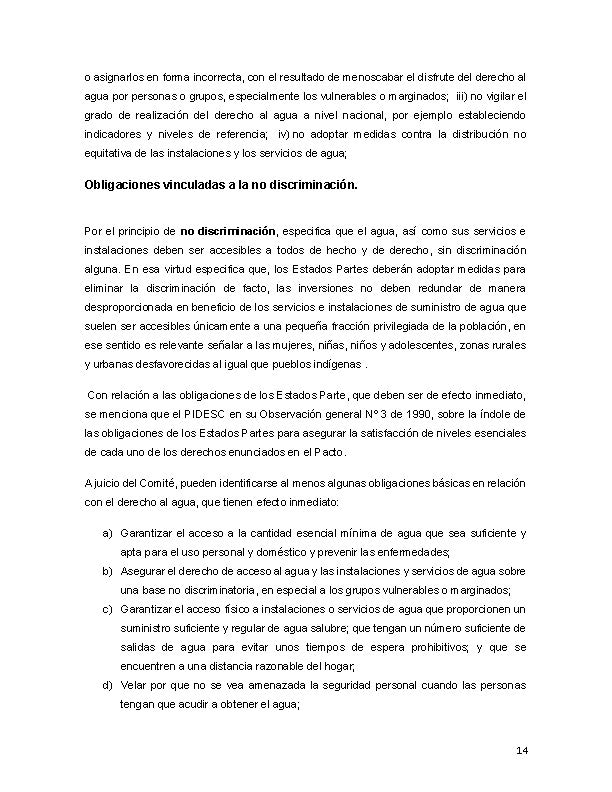 o asignarlos en forma incorrecta, con el resultado de menoscabar el disfrute del derecho al
agua por personas o grupos, especialmente los vulnerables o marginados;  iii) no vigilar el
grado de realización del derecho al agua a nivel nacional, por ejemplo estableciendo
indicadores y niveles de referencia;  iv) no adoptar medidas contra la distribución no
equitativa de las instalaciones y los servicios de agua;
Obligaciones vinculadas a la no discriminación.
Por el principio de no discriminación, especifica que el agua, así como sus servicios e
instalaciones deben ser accesibles a todos de hecho y de derecho, sin discriminación
alguna. En esa virtud especifica que, los Estados Partes deberán adoptar medidas para
eliminar la discriminación de facto, las inversiones no deben redundar de manera
desproporcionada en beneficio de los servicios e instalaciones de suministro de agua que
suelen ser accesibles únicamente a una pequeña fracción privilegiada de la población, en
ese sentido es relevante señalar a las mujeres, niñas, niños y adolescentes, zonas rurales
y urbanas desfavorecidas al igual que pueblos indígenas .
Con relación a las obligaciones de los Estados Parte, que deben ser de efecto inmediato,
se menciona que el PIDESC en su Observación general Nº 3 de 1990, sobre la índole de
las obligaciones de los Estados Partes para asegurar la satisfacción de niveles esenciales
de cada uno de los derechos enunciados en el Pacto.
A juicio del Comité, pueden identificarse al menos algunas obligaciones básicas en relación
con el derecho al agua, que tienen efecto inmediato:
a) Garantizar el acceso a la cantidad esencial mínima de agua que sea suficiente y
apta para el uso personal y doméstico y prevenir las enfermedades;
b) Asegurar el derecho de acceso al agua y las instalaciones y servicios de agua sobre
una base no discriminatoria, en especial a los grupos vulnerables o marginados;
c) Garantizar el acceso físico a instalaciones o servicios de agua que proporcionen un
suministro suficiente y regular de agua salubre; que tengan un número suficiente de
salidas de agua para evitar unos tiempos de espera prohibitivos; y que se
encuentren a una distancia razonable del hogar;
d) Velar por que no se vea amenazada la seguridad personal cuando las personas
tengan que acudir a obtener el agua;
14